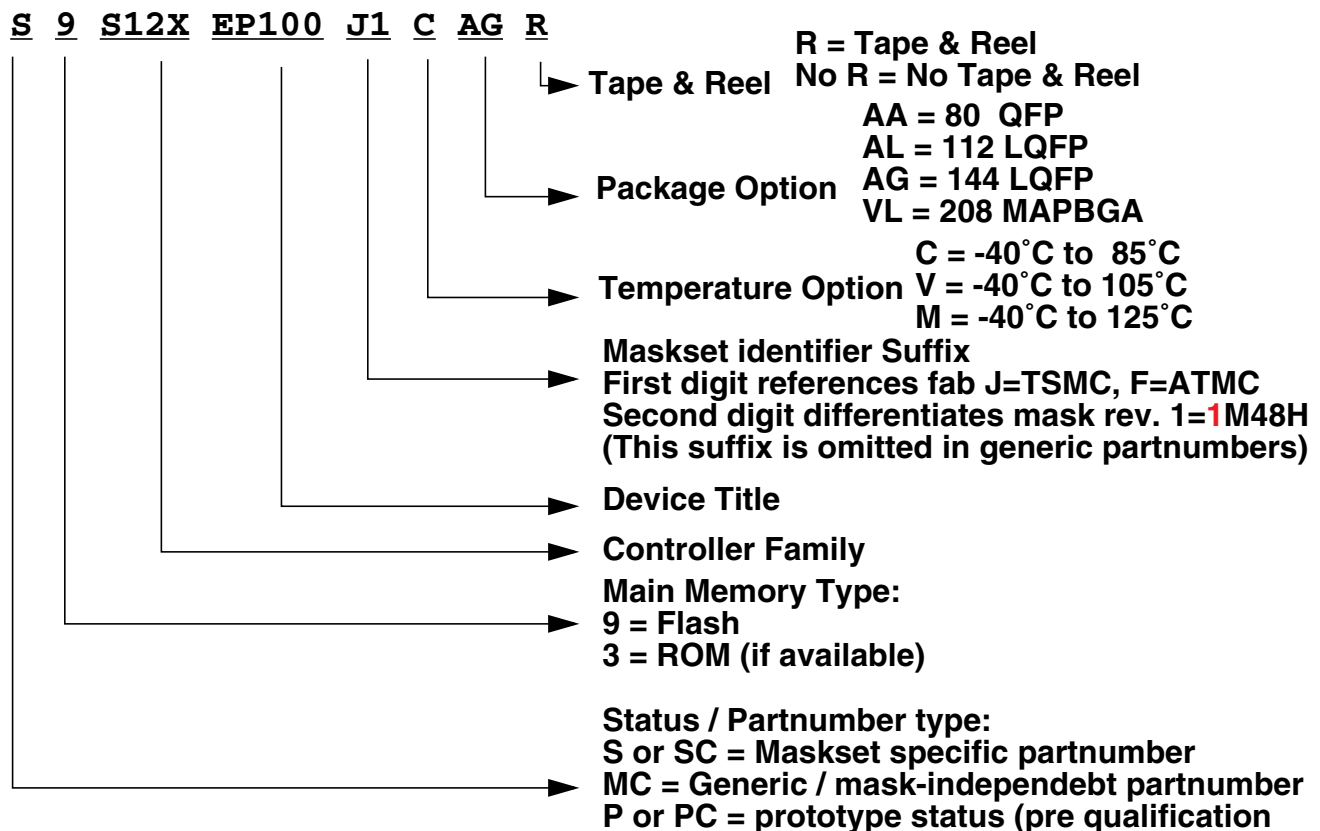 S 9 S12X EP100 J1 C AG R
R = Tape & Reel
No R = No Tape & Reel
Tape & Reel
AA = 80 QFP
AL = 112 LQFP
AG = 144 LQFP
VL = 208 MAPBGA
Package Option
C = -40˚C to 85˚C
V = -40˚C to 105˚C
M = -40˚C to 125˚C
Temperature Option
Maskset identifier Suffix
First digit references fab J=TSMC, F=ATMC
Second digit differentiates mask rev. 1=1M48H
(This suffix is omitted in generic partnumbers)
Device Title
Controller Family
Main Memory Type:
9 = Flash
3 = ROM (if available)
Status / Partnumber type:
S or SC = Maskset specific partnumber
MC = Generic / mask-independebt partnumber
P or PC = prototype status (pre qualification